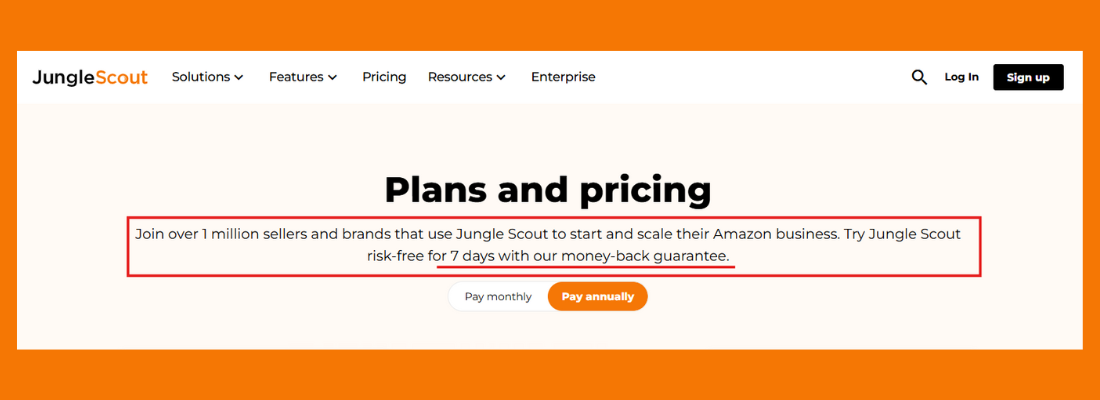 JungleScout Solutions Features Pricing Resources Enterprise Log In Sign up
Plans and pricing
Join over 1 million sellers and brands that use Jungle Scout to start and scale their Amazon business. Try Jungle Scout
risk-free for 7 days with our money-back guarantee.
Pay monthly Pay annually